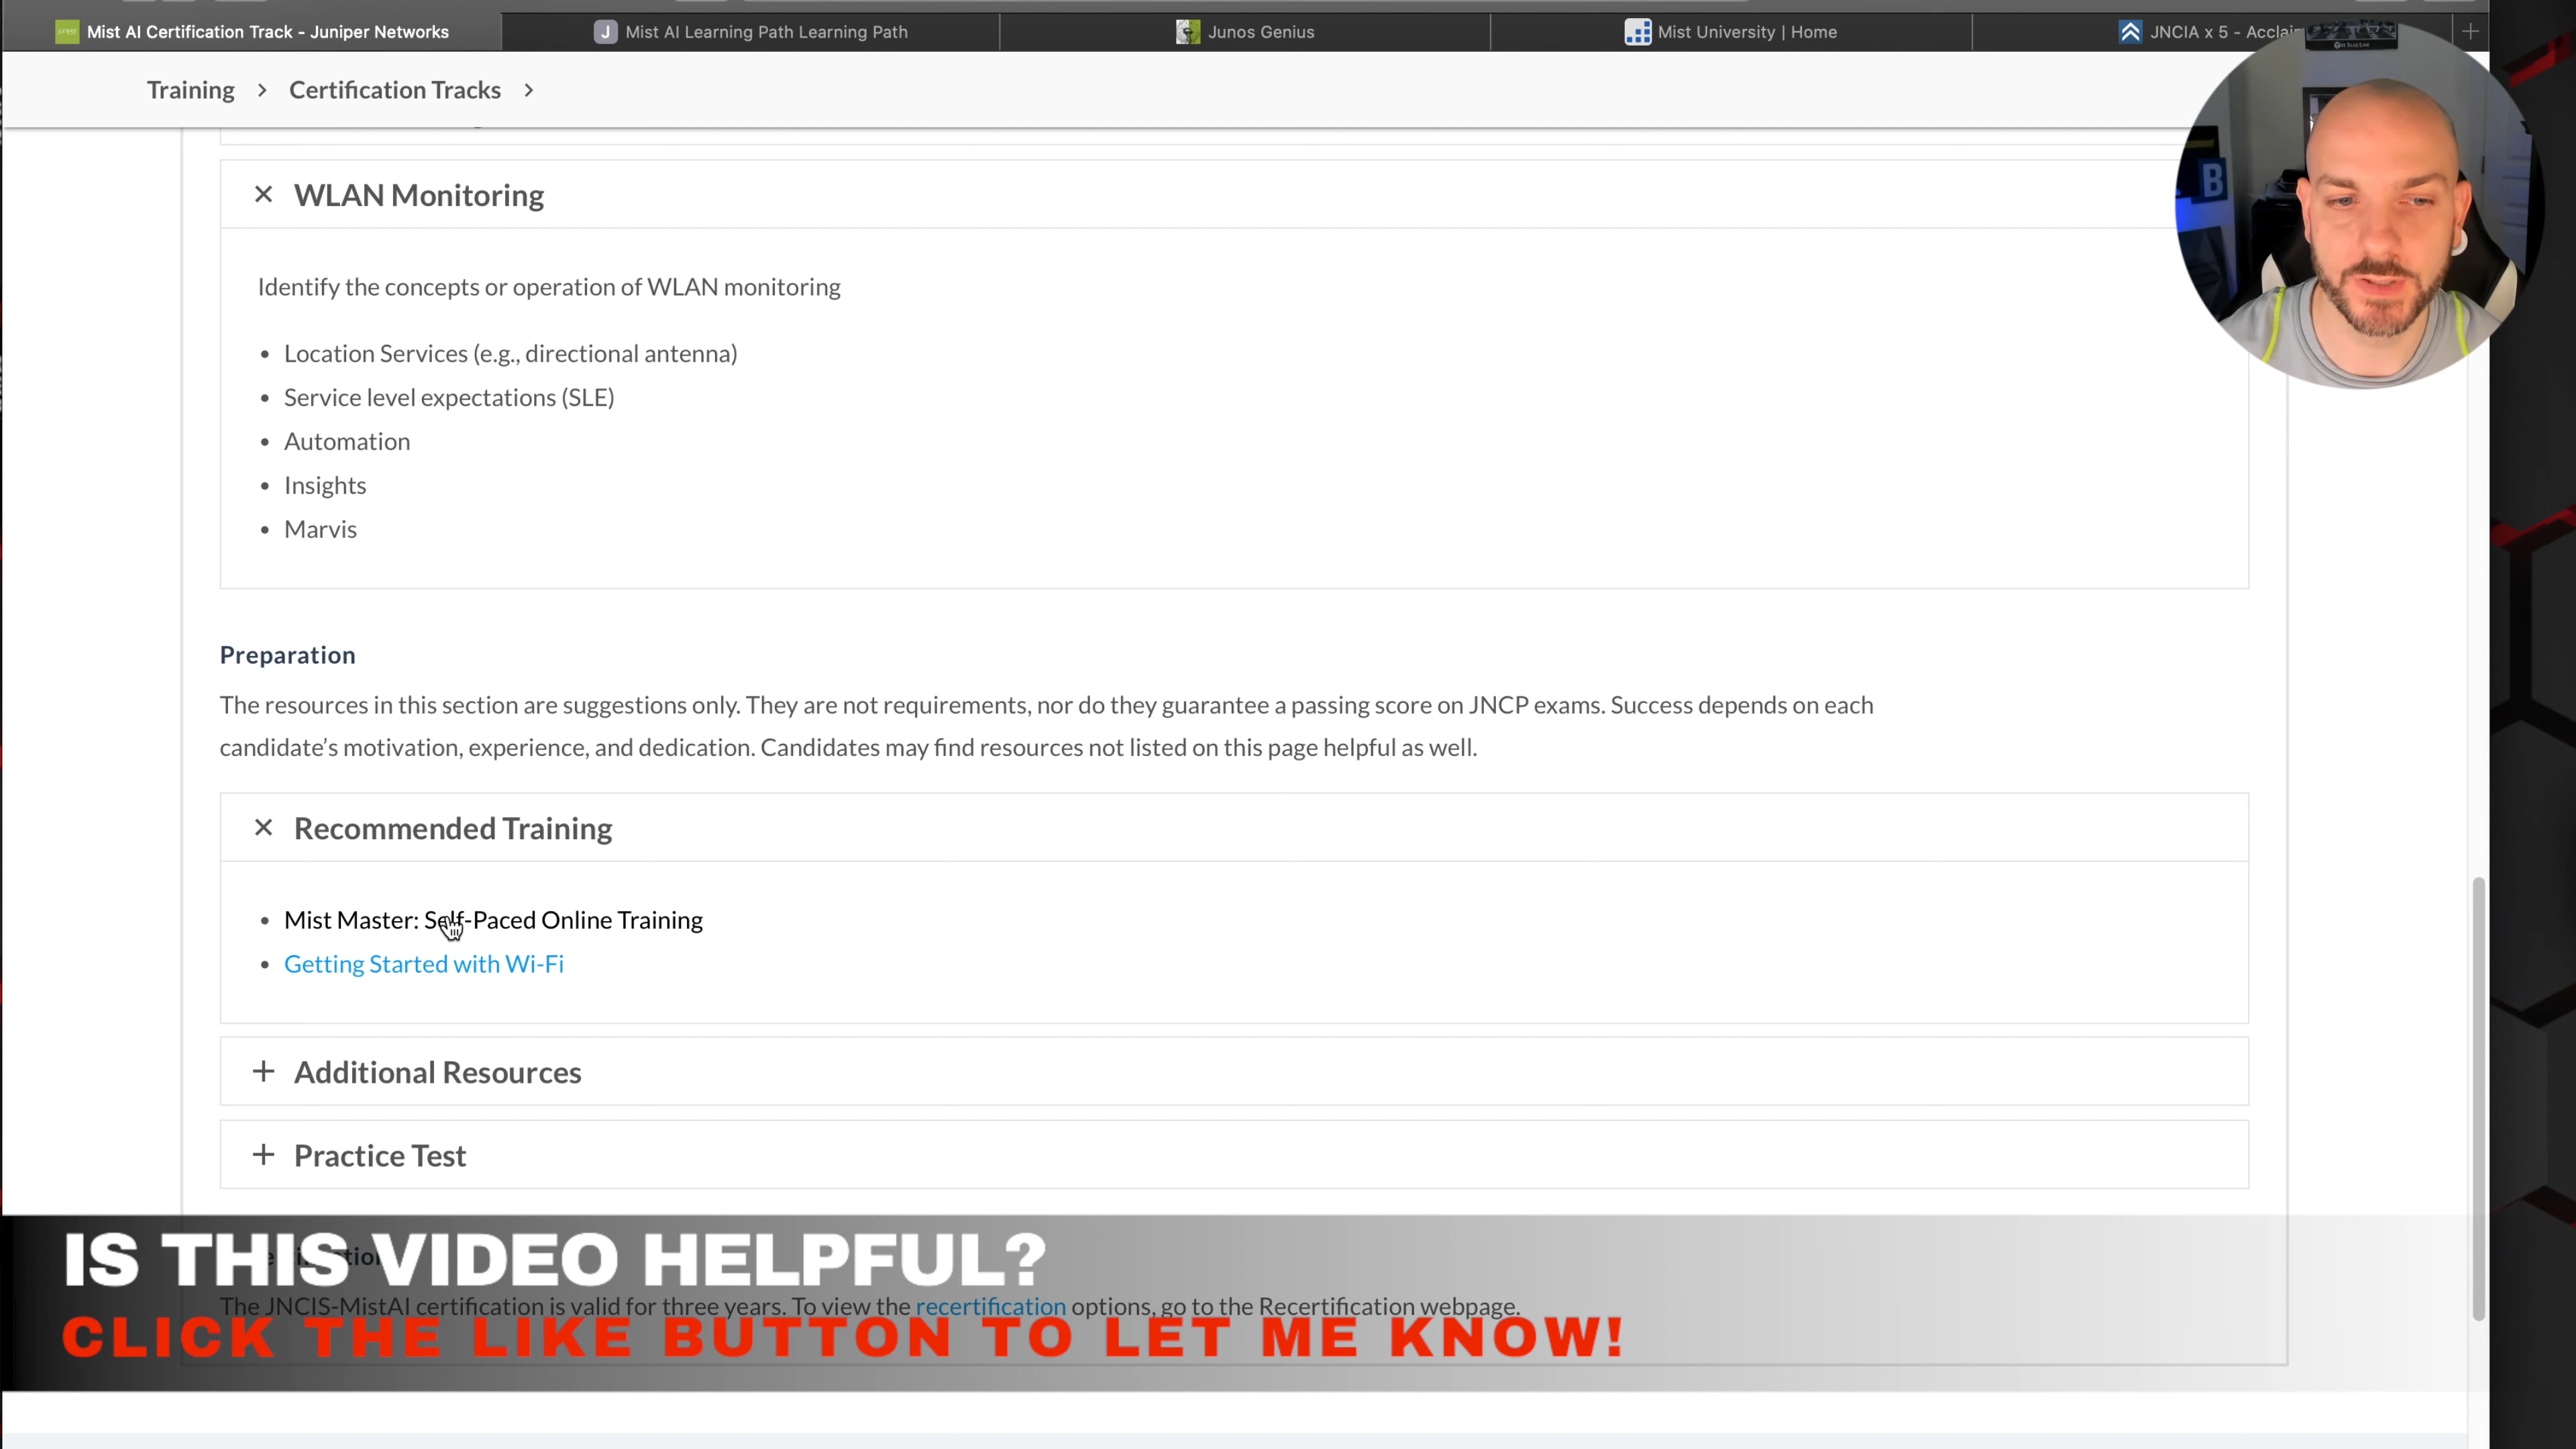 Mist AI Certification Track - Juniper Networks
J Mist AI Learning Path Learning Path
Junos Genius
Mist University | Home
JNCIA x 5 - Acclai
Training > Certification Tracks >
× WLAN Monitoring
Identify the concepts or operation of WLAN monitoring
• Location Services (e.g., directional antenna)
• Service level expectations (SLE)
• Automation
• Insights
• Marvis
B
Preparation
The resources in this section are suggestions only. They are not requirements, nor do they guarantee a passing score on JNCP exams. Success depends on each
candidate's motivation, experience, and dedication. Candidates may find resources not listed on this page helpful as well.
× Recommended Training
• Mist Master: Self-Paced Online Training
• Getting Started with Wi-Fi
+ Additional Resources
+ Practice Test
IS THIS VIDEO HELPFUL?
The JNCIS-MistAI certification is valid for three years. To view the recertification options, go to the Recertification webpage.
CLICK THE LIKE BUTTON TO LET ME KNOW!